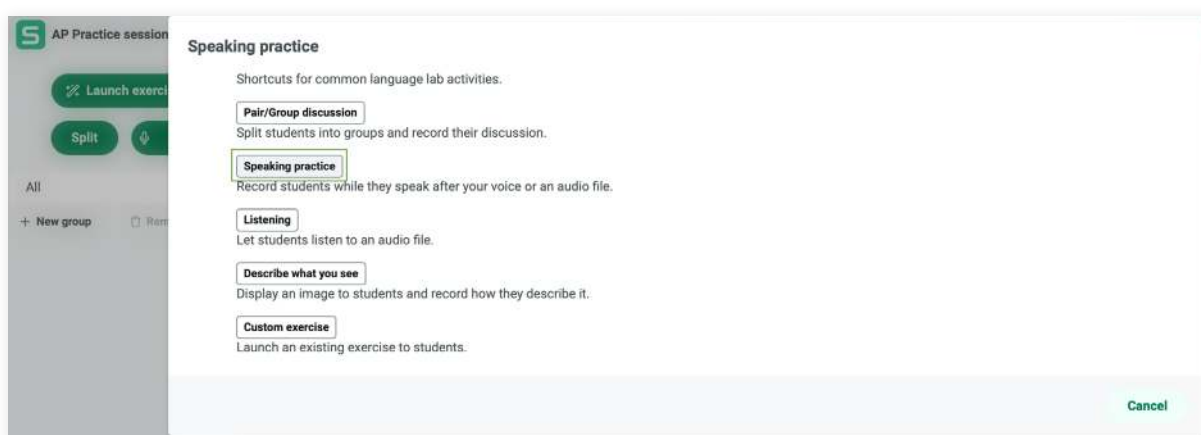 S
AP Practice session
Launch exerci
Split
All
+ New group
Speaking practice
Shortcuts for common language lab activities.
Pair/Group discussion
Split students into groups and record their discussion.
Speaking practice
Record students while they speak after your voice or an audio file.
Listening
Let students listen to an audio file.
Describe what you see
Display an image to students and record how they describe it.
Custom exercise
Launch an existing exercise to students.
Cancel